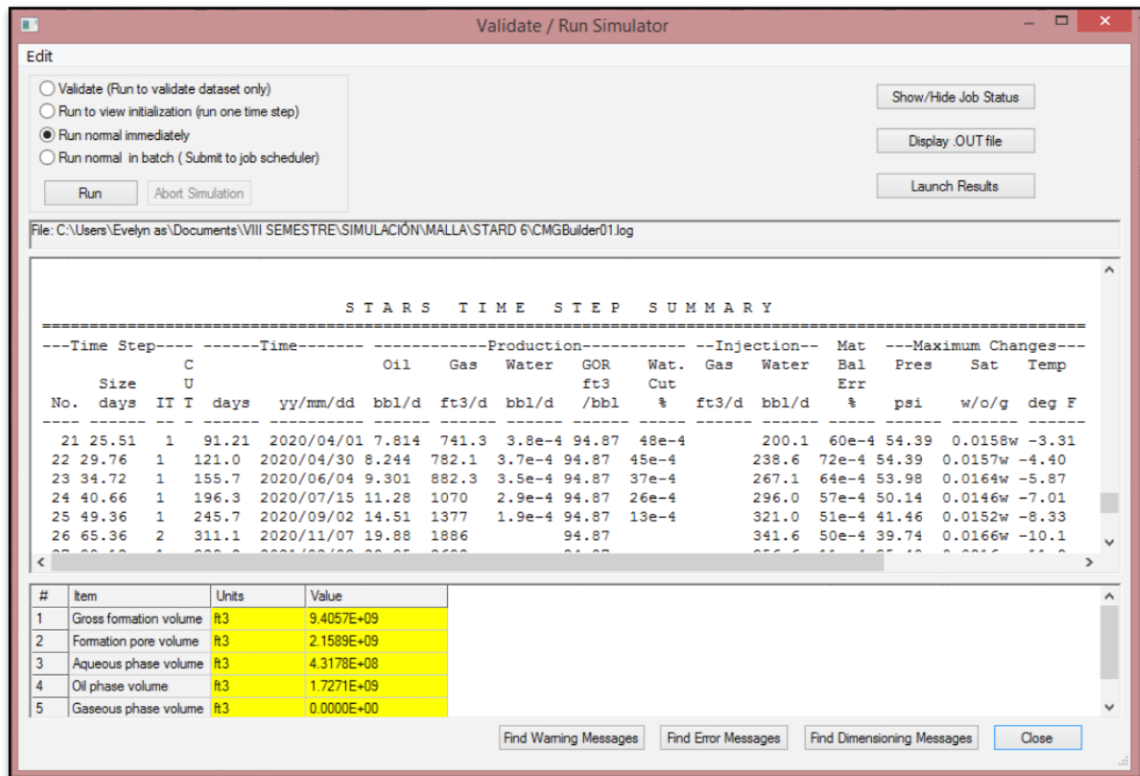 Validate / Run Simulator
Edit
Validate (Run to validate dataset only)
Run to view initialization (run one time step)
Run normal immediately
Run normal in batch ( Submit to job scheduler)
Run Abort Simulation
Show/Hide Job Status
Display .OUT file
Launch Results
File: C:\Users\Evelyn as\Documents\VIII SEMESTRE\SIMULACIÓN\MALLA\STARD 6\CMGBuilder01.log
S T A R S T I M E S T E P S U M M A R Y
---Time Step---- ------Time------- ------------Production----------- --Injection-- Mat ---Maximum Changes---
C Oil Gas Water GOR Wat. Gas Water Bal Pres Sat Temp
Size U ft3 Cut Err
No. days IT T days yy/mm/dd bbl/d ft3/d bbl/d /bbl % ft3/d bbl/d % psi w/o/g deg F
21 25.51 1 91.21 2020/04/01 7.814 741.3 3.8e-4 94.87 48e-4 200.1 60e-4 54.39 0.0158w -3.31
22 29.76 1 121.0 2020/04/30 8.244 782.1 3.7e-4 94.87 45e-4 238.6 72e-4 54.39 0.0157w -4.40
23 34.72 1 155.7 2020/06/04 9.301 882.3 3.5e-4 94.87 37e-4 267.1 64e-4 53.98 0.0164w -5.87
24 40.66 1 196.3 2020/07/15 11.28 1070 2.9e-4 94.87 26e-4 296.0 57e-4 50.14 0.0146w -7.01
25 49.36 1 245.7 2020/09/02 14.51 1377 1.9e-4 94.87 13e-4 321.0 51e-4 41.46 0.0152w -8.33
26 65.36 2 311.1 2020/11/07 19.88 1886 94.87 341.6 50e-4 39.74 0.0166w -10.1
# Item Units Value
1 Gross formation volume ft3 9.4057E+09
2 Formation pore volume ft3 2.1589E+09
3 Aqueous phase volume ft3 4.3178E+08
4 Oil phase volume ft3 1.7271E+09
5 Gaseous phase volume ft3 0.0000E+00
Find Warning Messages Find Error Messages Find Dimensioning Messages Close